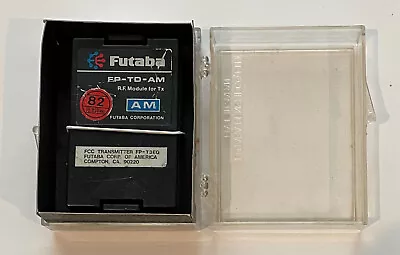 Futaba
FP-TD-AM
R.F. Module for Tx
82
AM
FUTABA CORPORATION
FCC TRANSMITTER FP-T3EG
FUTABA CORP. OF AMERICA
COMPTON, CA. 90220